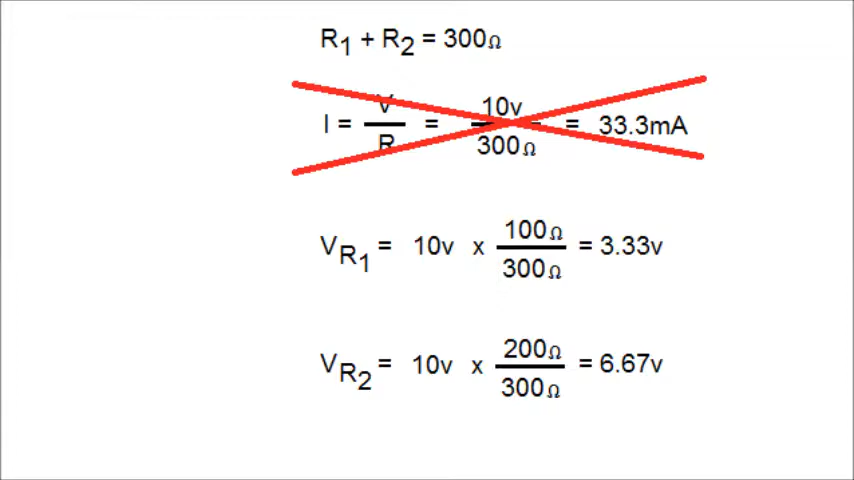 R1 + R2 = 300Ω
I = V/R = 10v/300Ω = 33.3mA
VR1 = 10v x 100Ω/300Ω = 3.33v
VR2 = 10v x 200Ω/300Ω = 6.67v